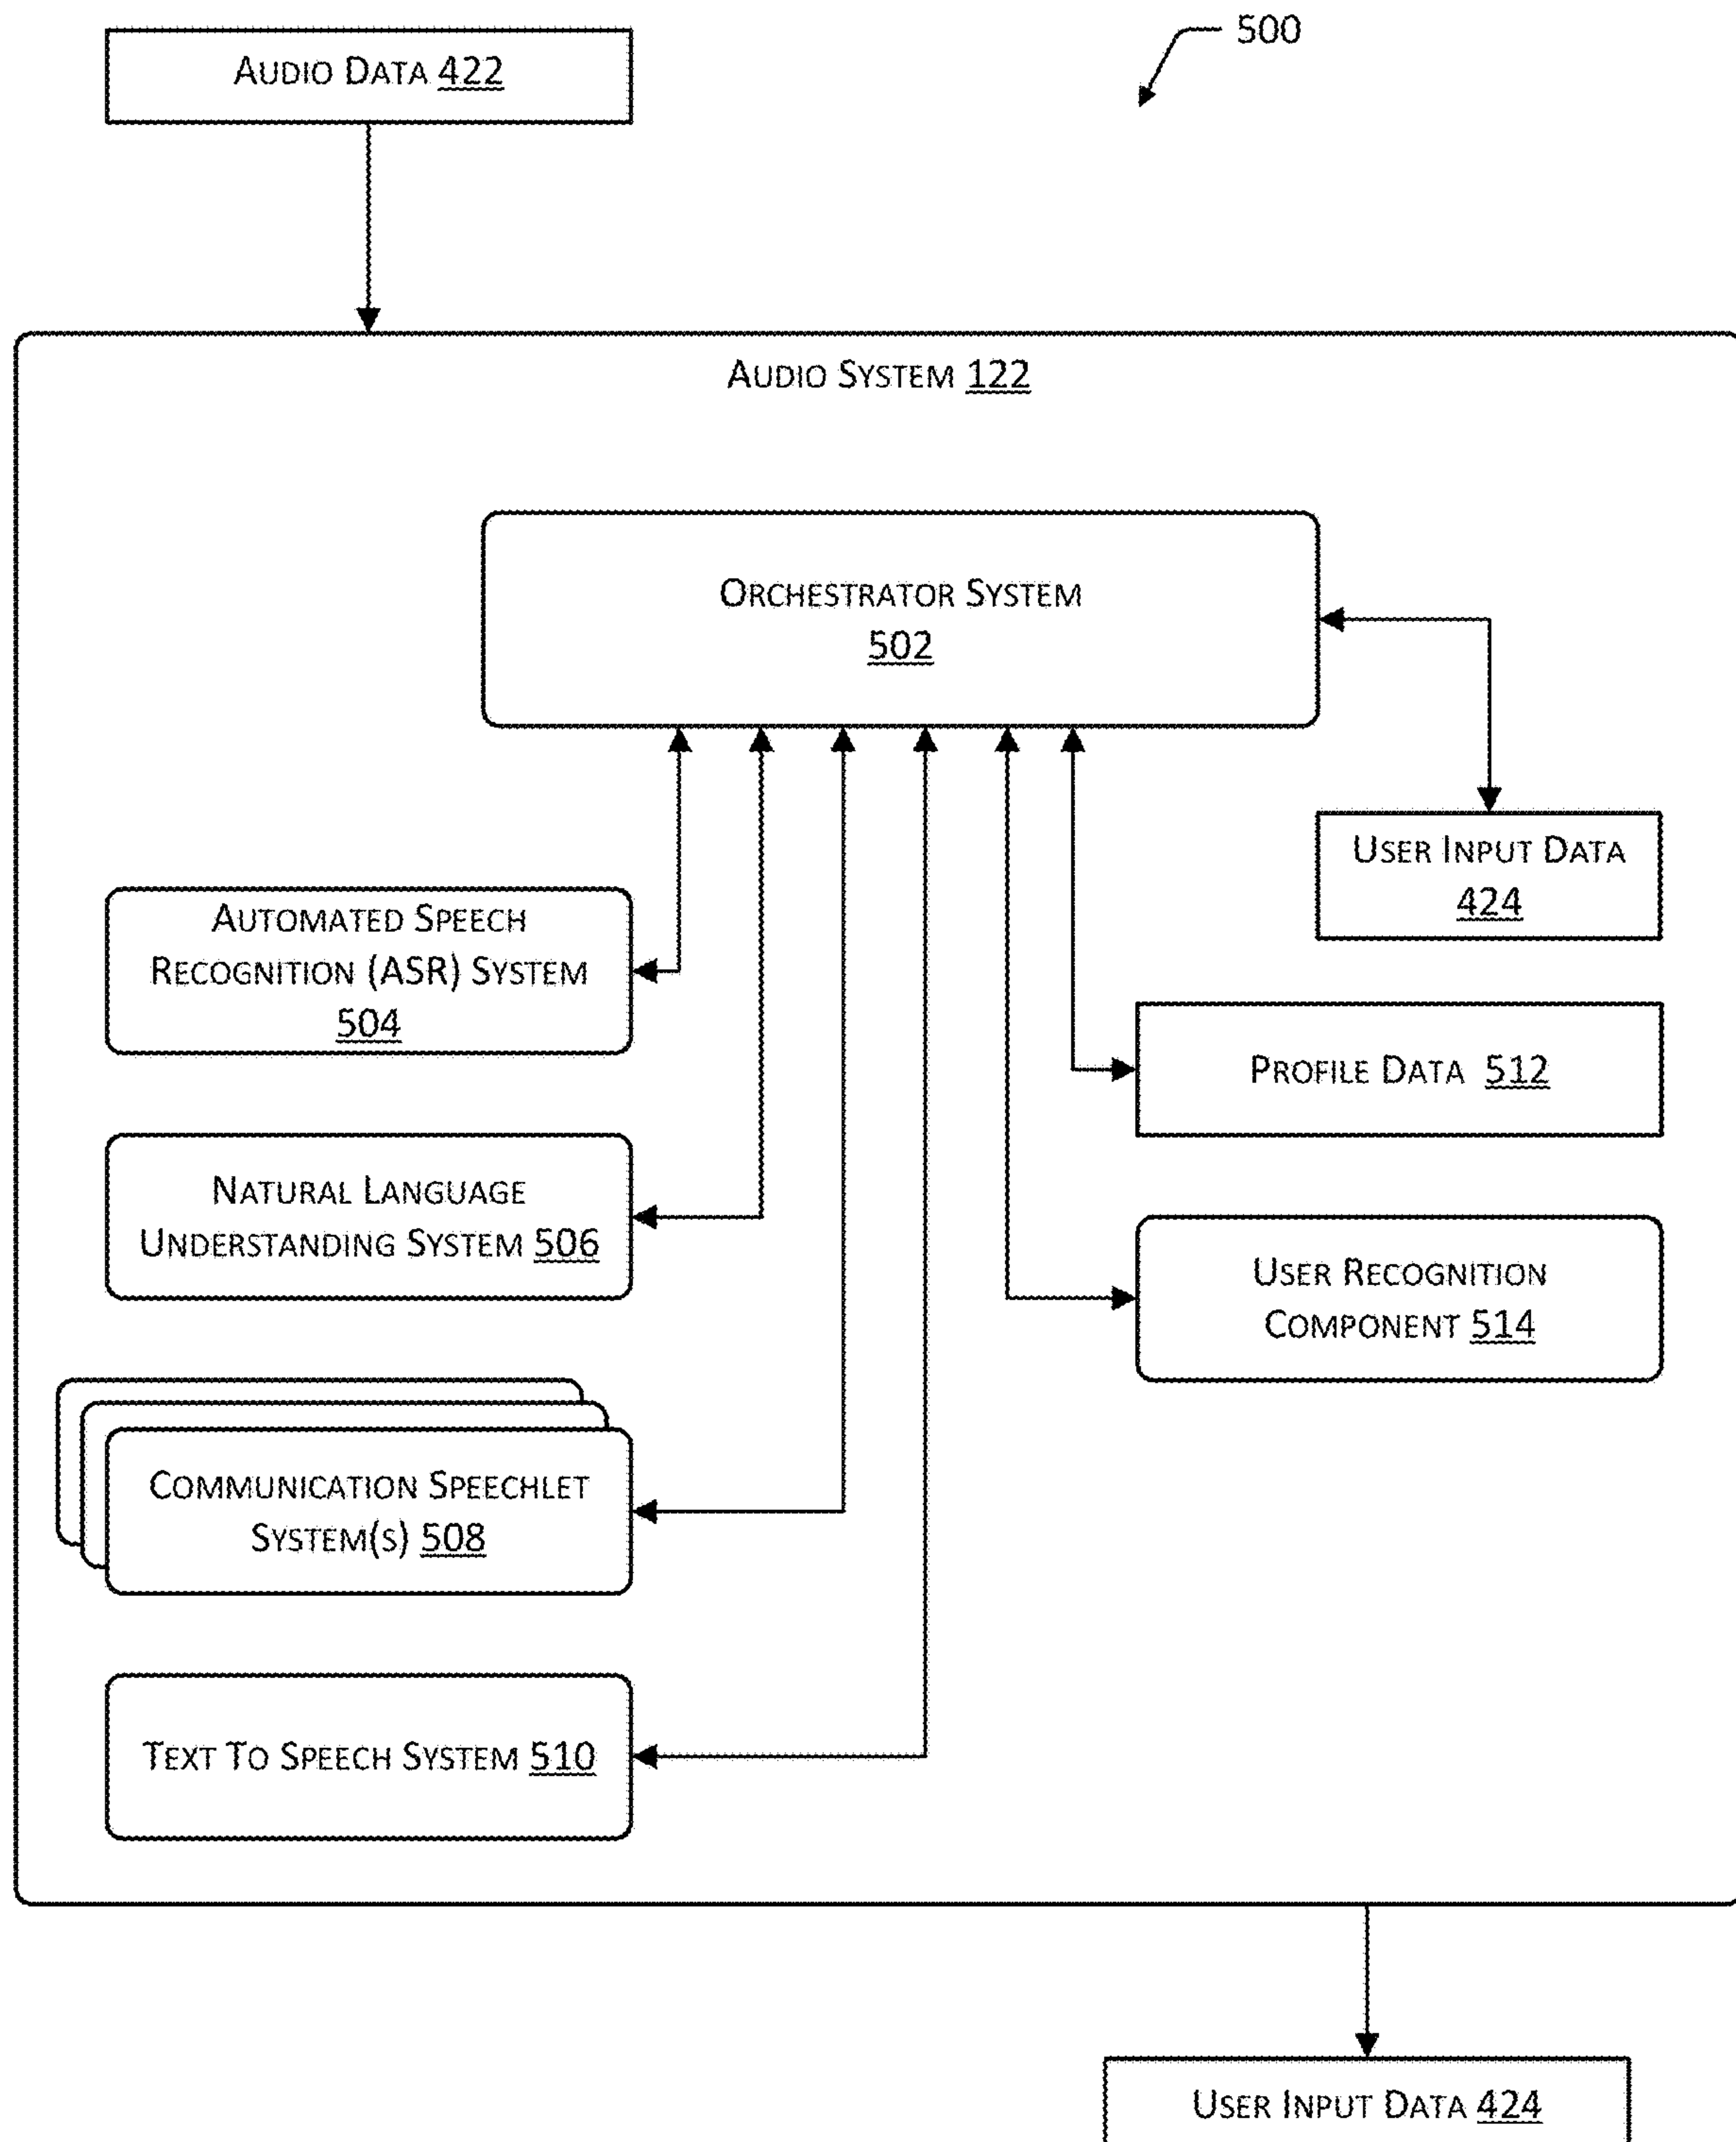 500
AUDIO DATA 422
AUDIO SYSTEM 122
ORCHESTRATOR SYSTEM
502
USER INPUT DATA
424
AUTOMATED SPEECH
RECOGNITION (ASR) SYSTEM
504
PROFILE DATA 512
NATURAL LANGUAGE
UNDERSTANDING SYSTEM 506
USER RECOGNITION
COMPONENT 514
COMMUNICATION SPEECHLET
SYSTEM(S) 508
TEXT TO SPEECH SYSTEM 510
USER INPUT DATA 424